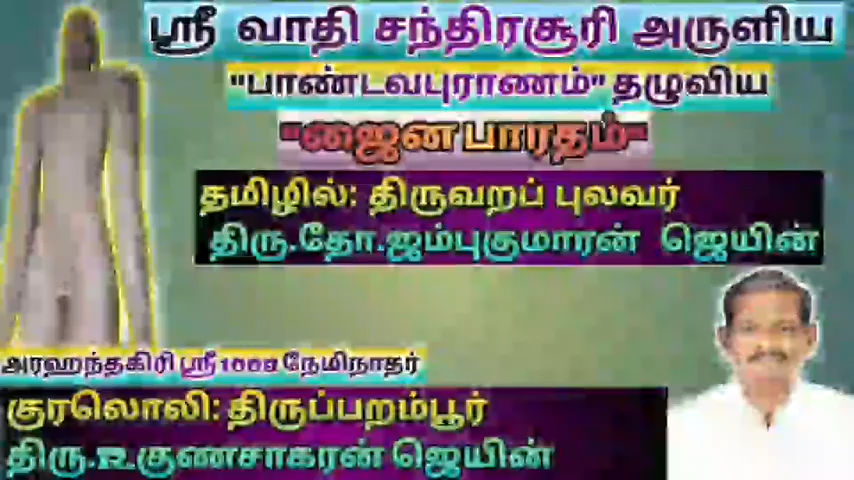 ஸ்ரீ வாதி சந்திரசூரி அருளிய
"பாண்டவபுராணம்" தழுவிய
"ஜைன பாரதம்"
தமிழில்: திருவறப் புலவர்
திரு.தோ.ஜம்புகுமாரன் ஜெயின்
அரஹந்தகிரி ஸ்ரீ 1008 நேமிநாதர்
குரலொலி: திருப்பறம்பூர்
திரு.உ.குணசாகரன் ஜெயின்